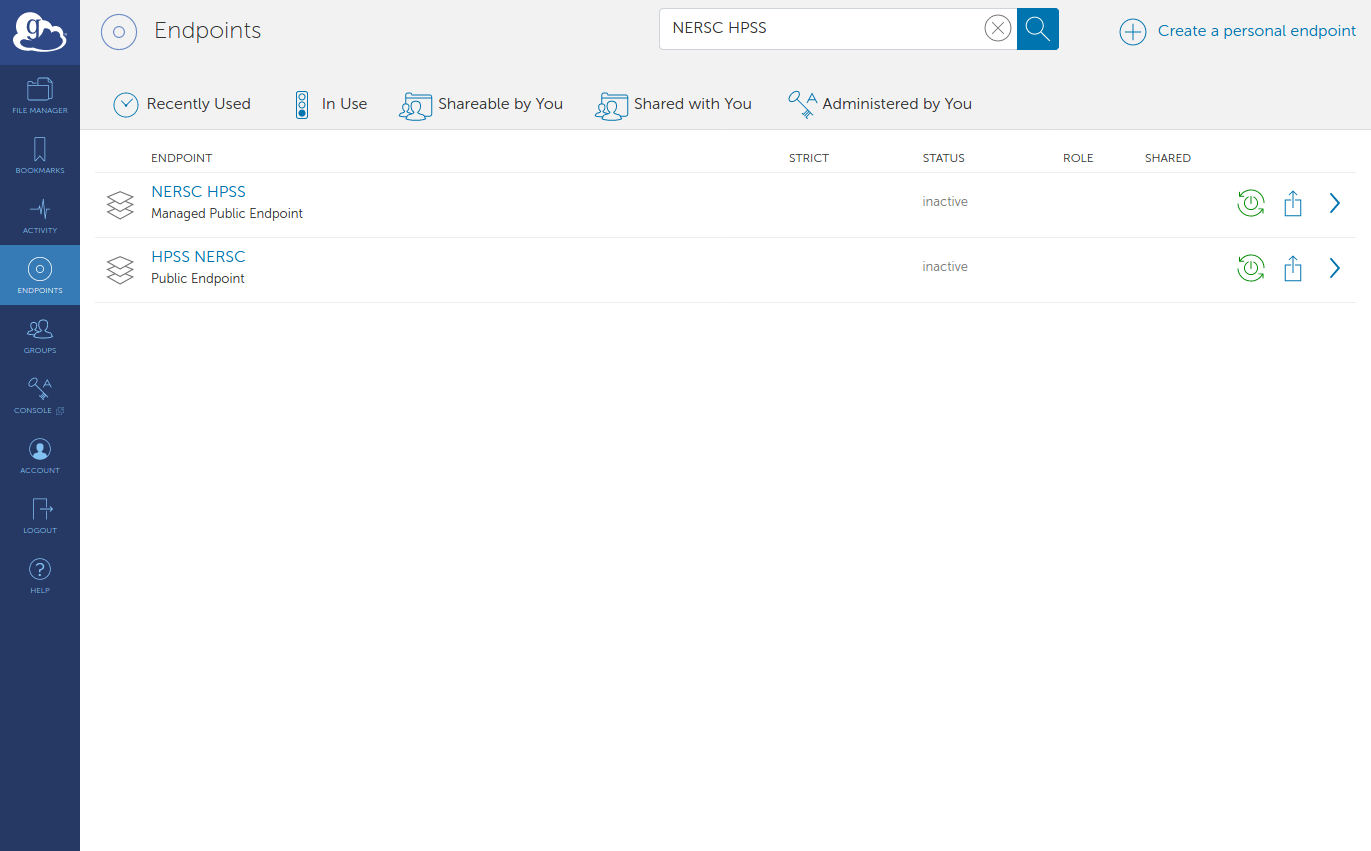 g
Endpoints
NERSC HPSS
Create a personal endpoint
Recently Used
In Use
Shareable by You
Shared with You
A Administered by You
FILE MANAGER
BOOKMARKS
ACTIVITY
ENDPOINTS
GROUPS
A
CONSOLE
ACCOUNT
LOGOUT
?
HELP
ENDPOINT STRICT STATUS ROLE SHARED
NERSC HPSS
Managed Public Endpoint
inactive
HPSS NERSC
Public Endpoint
inactive